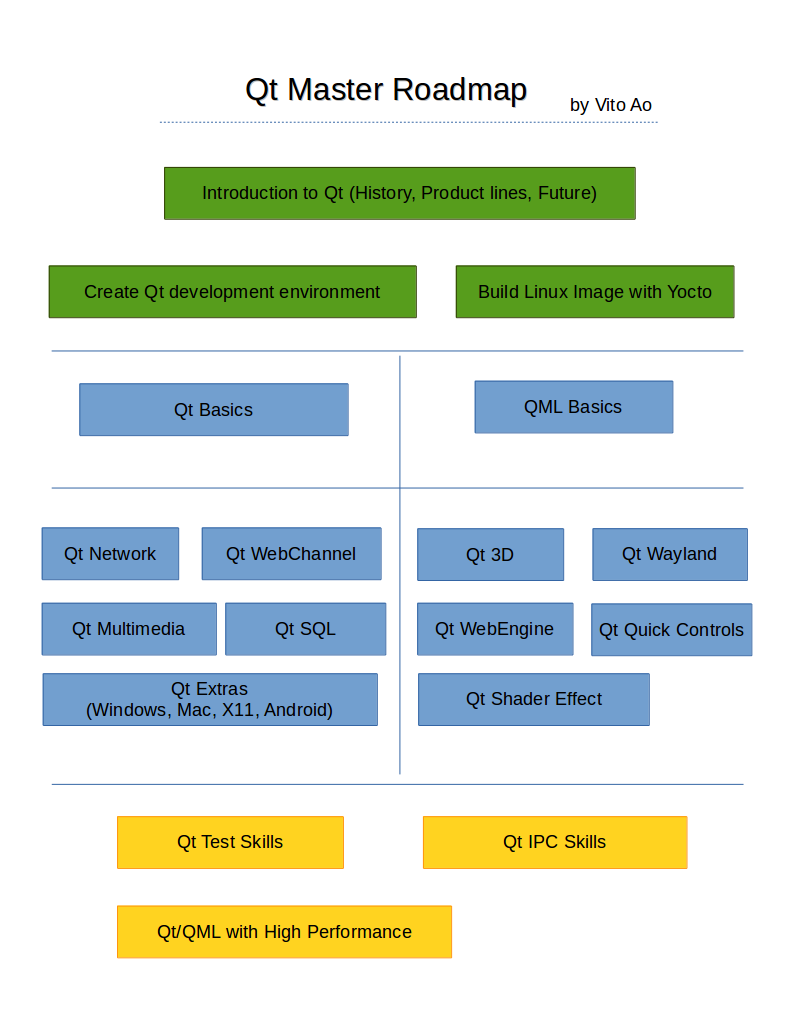 Qt Master Roadmap
by Vito Ao
Introduction to Qt (History, Product lines, Future)
Create Qt development environment
Build Linux Image with Yocto
Qt Basics
QML Basics
Qt Network
Qt WebChannel
Qt 3D
Qt Wayland
Qt Multimedia
Qt SQL
Qt WebEngine
Qt Quick Controls
Qt Extras
(Windows, Mac, X11, Android)
Qt Shader Effect
Qt Test Skills
Qt IPC Skills
Qt/QML with High Performance